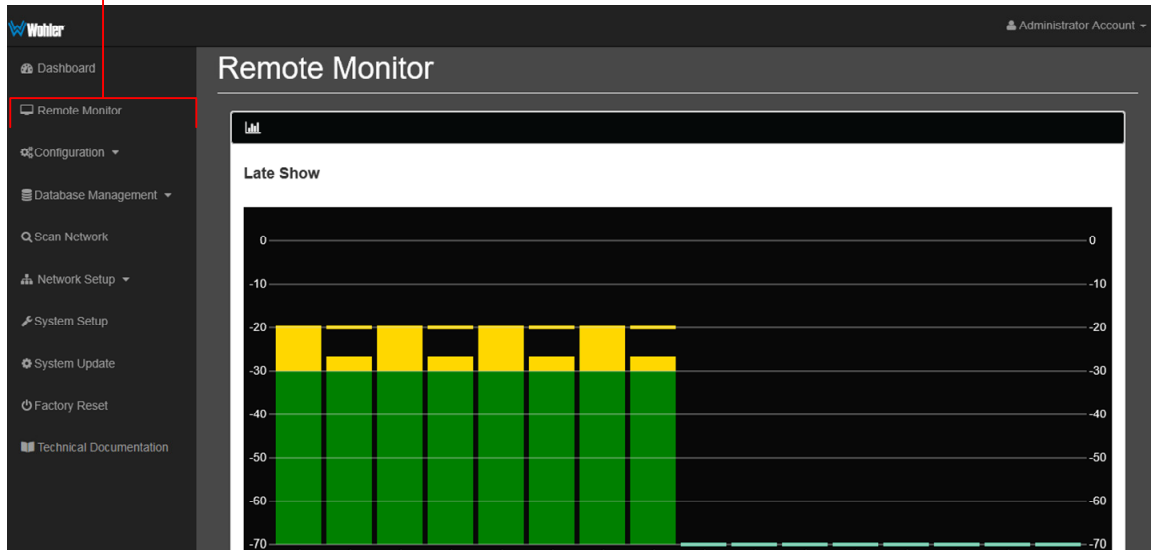 Wohler
Administrator Account
Dashboard
Remote Monitor
Configuration
Database Management
Scan Network
Network Setup
System Setup
System Update
Factory Reset
Technical Documentation
Remote Monitor
Late Show
0 0
-10 -10
-20 -20
-30 -30
-40 -40
-50 -50
-60 -60
-70 -70